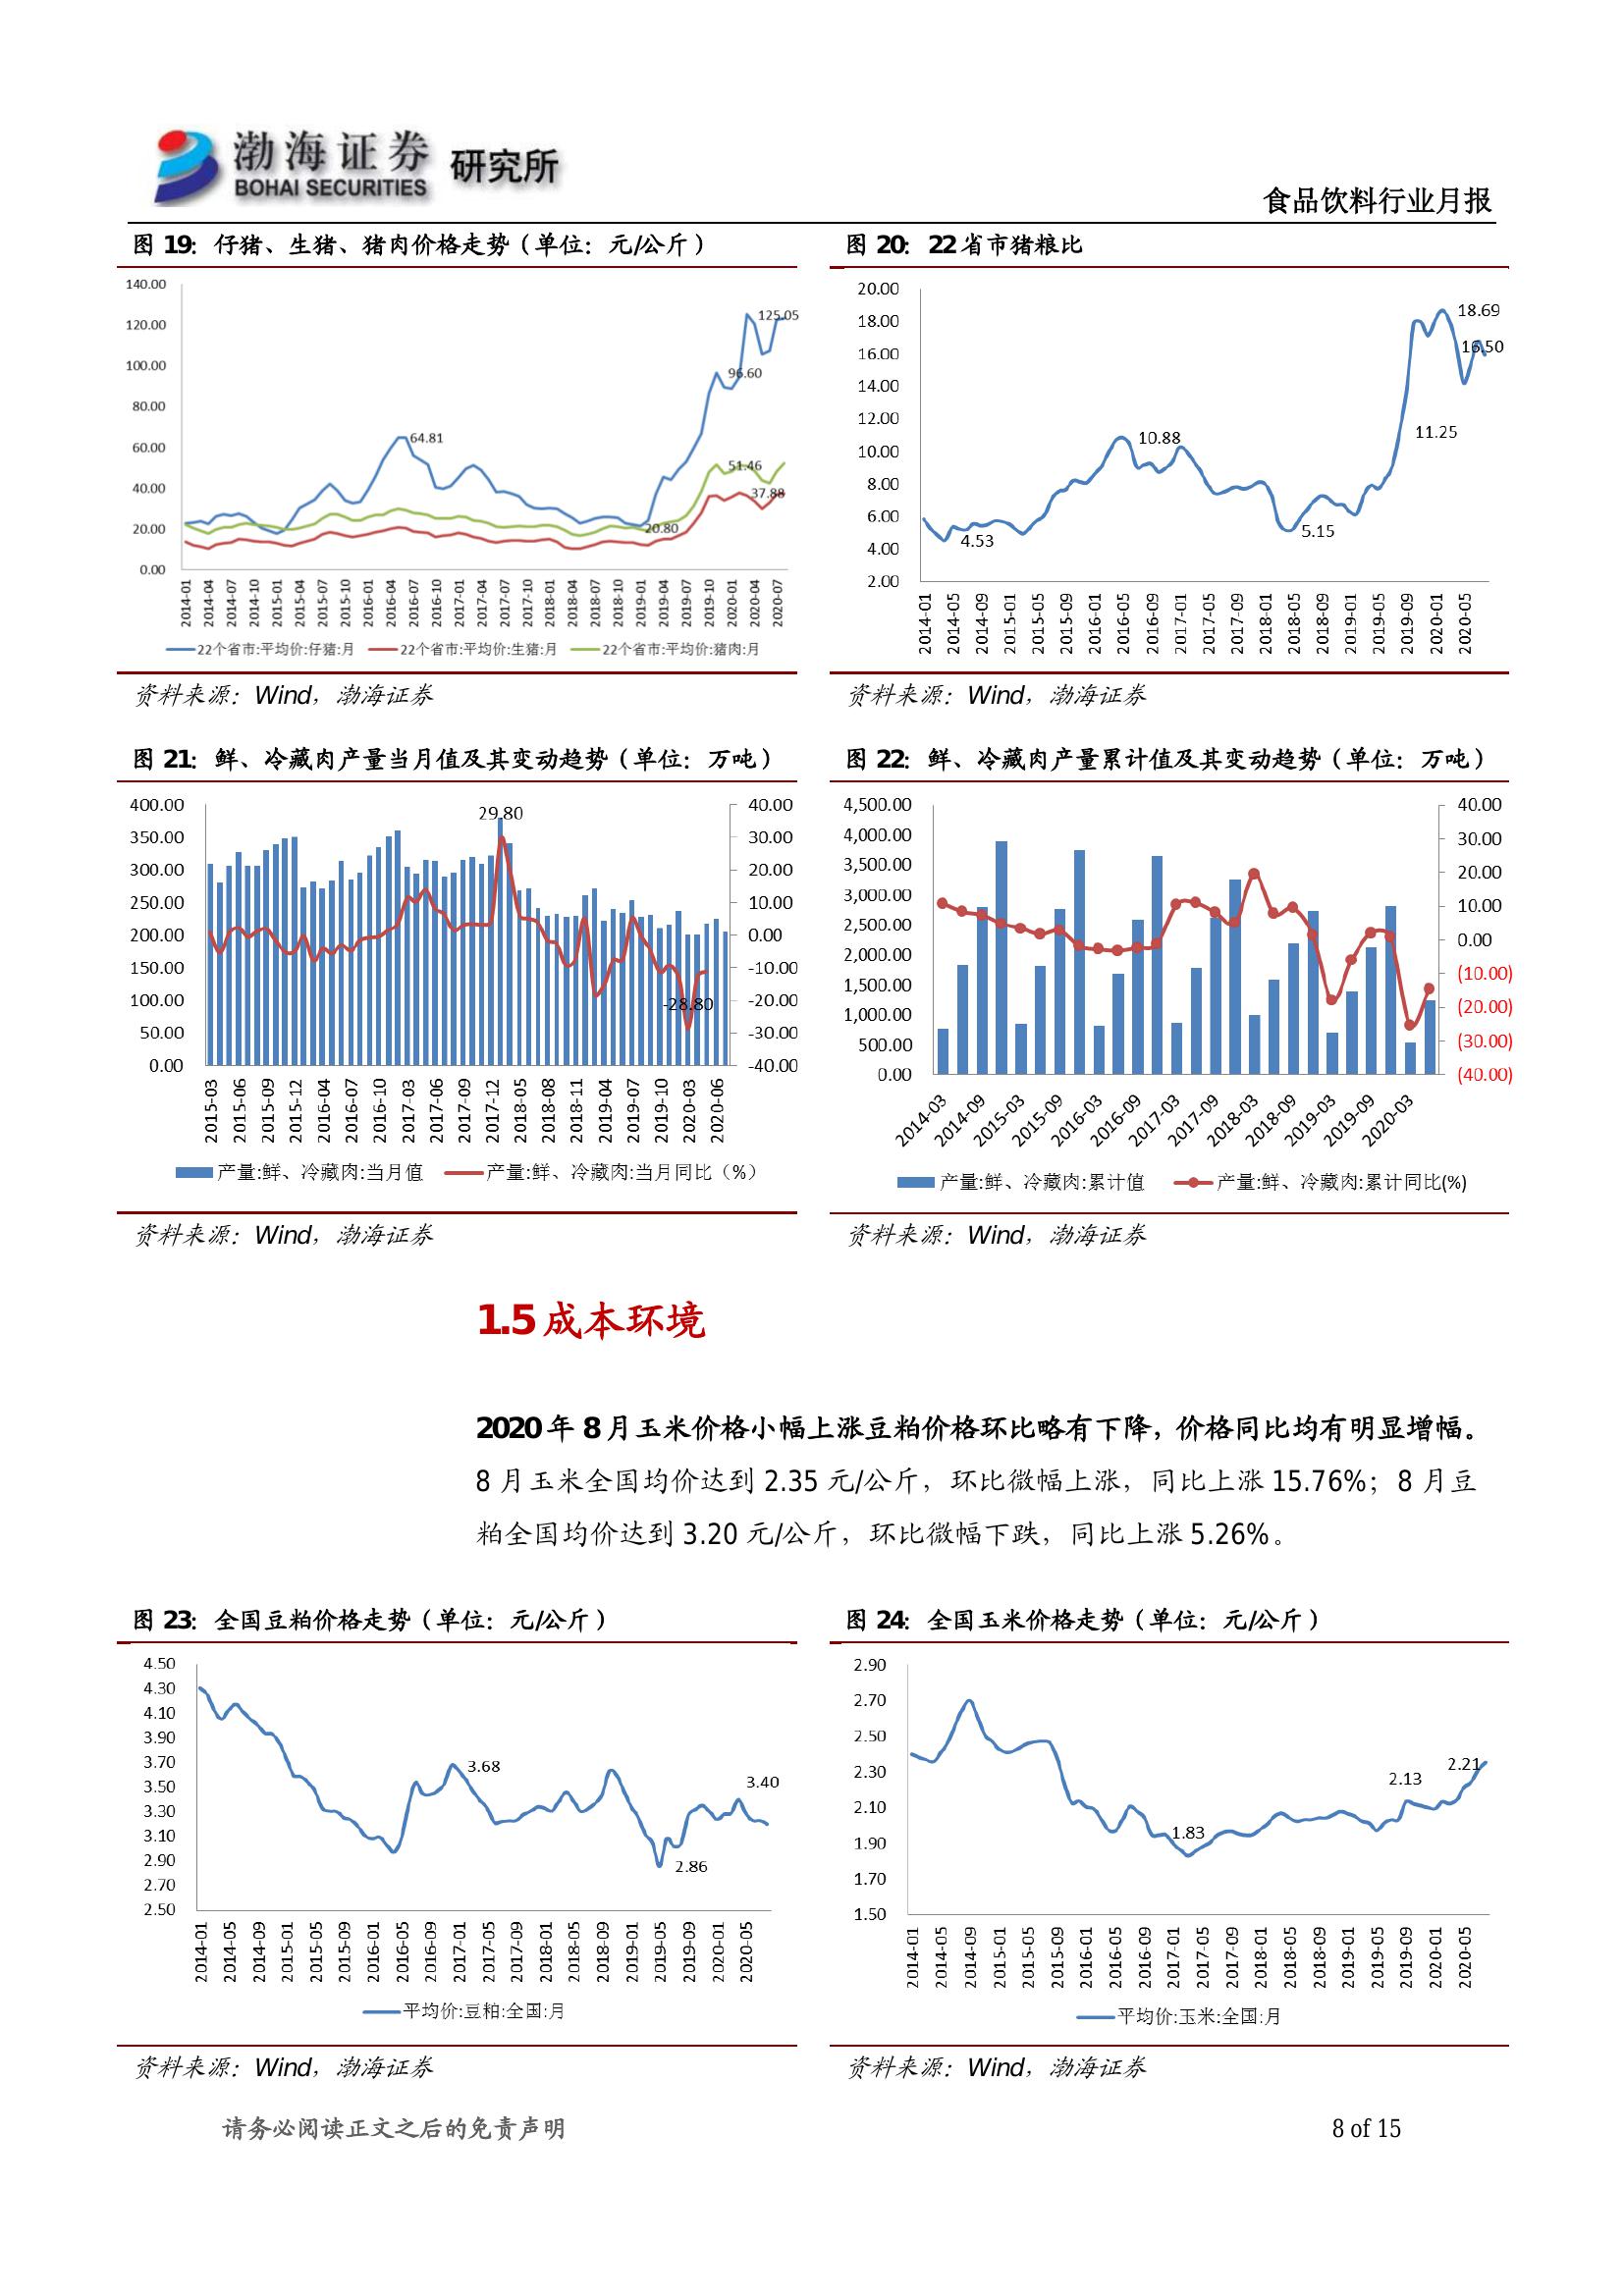 渤海证券 研究所
BOHAI SECURITIES
食品饮料行业月报
图 19：仔猪、生猪、猪肉价格走势（单位：元/公斤）
140.00
120.00
100.00
80.00
60.00
40.00
20.00
0.00
125.05
96.60
64.81
51.46
37.88
20.80
2014-01 2014-04 2014-07 2014-10 2015-01 2015-04 2015-07 2015-10 2016-01 2016-04 2016-07 2016-10 2017-01 2017-04 2017-07 2017-10 2018-01 2018-04 2018-07 2018-10 2019-01 2019-04 2019-07 2019-10 2020-01 2020-04 2020-07
22个省市:平均价:仔猪:月 22个省市:平均价:生猪:月 22个省市:平均价:猪肉:月
资料来源：Wind，渤海证券
图 20：22 省市猪粮比
20.00
18.00
16.00
14.00
12.00
10.00
8.00
6.00
4.00
2.00
18.69
16.50
11.25
10.88
5.15
4.53
2014-01 2014-05 2014-09 2015-01 2015-05 2015-09 2016-01 2016-05 2016-09 2017-01 2017-05 2017-09 2018-01 2018-05 2018-09 2019-01 2019-05 2019-09 2020-01 2020-05
资料来源：Wind，渤海证券
图 21：鲜、冷藏肉产量当月值及其变动趋势（单位：万吨）
400.00
350.00
300.00
250.00
200.00
150.00
100.00
50.00
0.00
29.80
-28.80
40.00
30.00
20.00
10.00
0.00
-10.00
-20.00
-30.00
-40.00
2015-03 2015-06 2015-09 2015-12 2016-04 2016-07 2016-10 2017-03 2017-06 2017-09 2017-12 2018-05 2018-08 2018-11 2019-04 2019-07 2019-10 2020-03 2020-06
产量:鲜、冷藏肉:当月值 产量:鲜、冷藏肉:当月同比（%）
资料来源：Wind，渤海证券
图 22：鲜、冷藏肉产量累计值及其变动趋势（单位：万吨）
4,500.00
4,000.00
3,500.00
3,000.00
2,500.00
2,000.00
1,500.00
1,000.00
500.00
0.00
40.00
30.00
20.00
10.00
0.00
(10.00)
(20.00)
(30.00)
(40.00)
2014-03 2014-09 2015-03 2015-09 2016-03 2016-09 2017-03 2017-09 2018-03 2018-09 2019-03 2019-09 2020-03
产量:鲜、冷藏肉:累计值 产量:鲜、冷藏肉:累计同比(%)
资料来源：Wind，渤海证券
1.5 成本环境
2020 年 8 月玉米价格小幅上涨豆粕价格环比略有下降，价格同比均有明显增幅。
8 月玉米全国均价达到 2.35 元/公斤，环比微幅上涨，同比上涨 15.76%；8 月豆
粕全国均价达到 3.20 元/公斤，环比微幅下跌，同比上涨 5.26%。
图 23：全国豆粕价格走势（单位：元/公斤）
4.50
4.30
4.10
3.90
3.70
3.50
3.30
3.10
2.90
2.70
2.50
3.68
3.40
2.86
2014-01 2014-05 2014-09 2015-01 2015-05 2015-09 2016-01 2016-05 2016-09 2017-01 2017-05 2017-09 2018-01 2018-05 2018-09 2019-01 2019-05 2019-09 2020-01 2020-05
平均价:豆粕:全国:月
资料来源：Wind，渤海证券
图 24：全国玉米价格走势（单位：元/公斤）
2.90
2.70
2.50
2.30
2.10
1.90
1.70
1.50
2.21
2.13
1.83
2014-01 2014-05 2014-09 2015-01 2015-05 2015-09 2016-01 2016-05 2016-09 2017-01 2017-05 2017-09 2018-01 2018-05 2018-09 2019-01 2019-05 2019-09 2020-01 2020-05
平均价:玉米:全国:月
资料来源：Wind，渤海证券
请务必阅读正文之后的免责声明
8 of 15